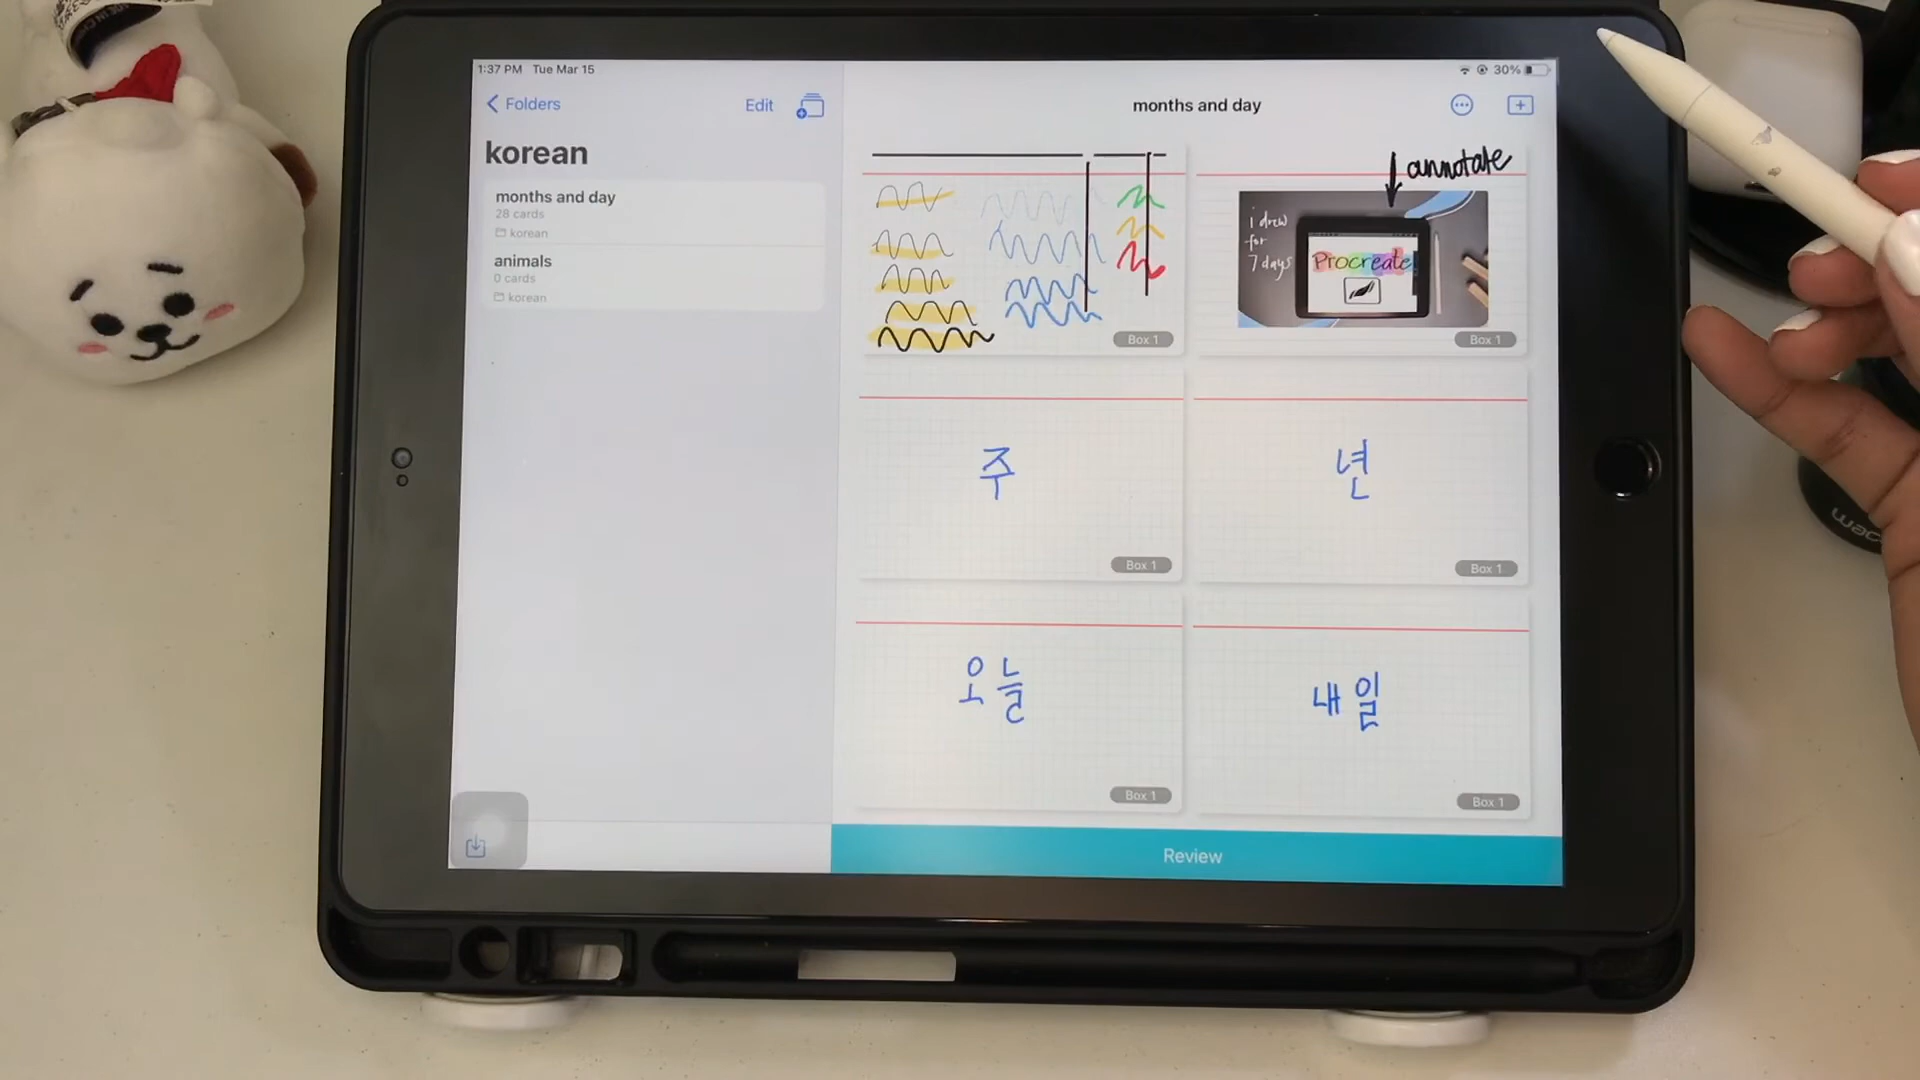 1:37 PM Tue Mar 15
30%
Folders
Edit
korean
months and day
28 cards
korean
animals
0 cards
korean
months and day
annotate
i drew
for
7 days
Procreate
Box 1
Box 1
주
년
Box 1
Box 1
오늘
내일
Box 1
Box 1
Review
wac